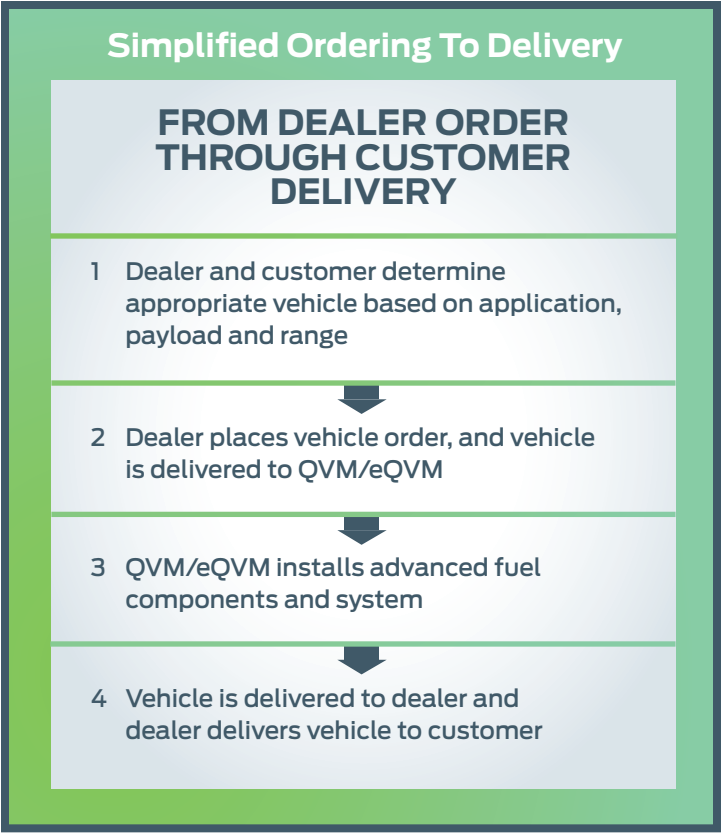 Simplified Ordering To Delivery
FROM DEALER ORDER
THROUGH CUSTOMER
DELIVERY
1 Dealer and customer determine
appropriate vehicle based on application,
payload and range
2 Dealer places vehicle order, and vehicle
is delivered to QVM/eQVM
3 QVM/eQVM installs advanced fuel
components and system
4 Vehicle is delivered to dealer and
dealer delivers vehicle to customer